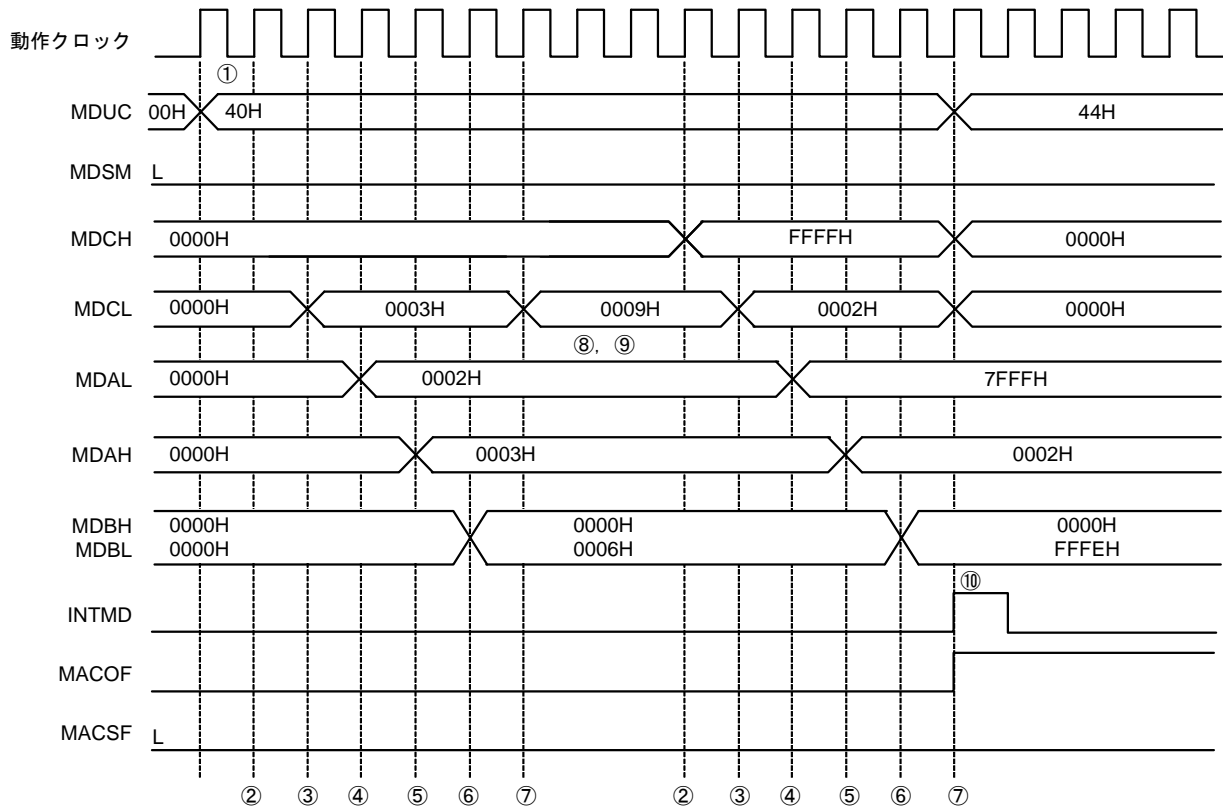 動作クロック
①
MDUC 00H 40H 44H
MDSM L
MDCH 0000H FFFFH 0000H
MDCL 0000H 0003H 0009H 0002H 0000H
⑧, ⑨
MDAL 0000H 0002H 7FFFH
MDAH 0000H 0003H 0002H
MDBH 0000H 0000H 0000H
MDBL 0000H 0006H FFFEH
⑩
INTMD
MACOF
MACSF L
② ③ ④ ⑤ ⑥ ⑦ ② ③ ④ ⑤ ⑥ ⑦